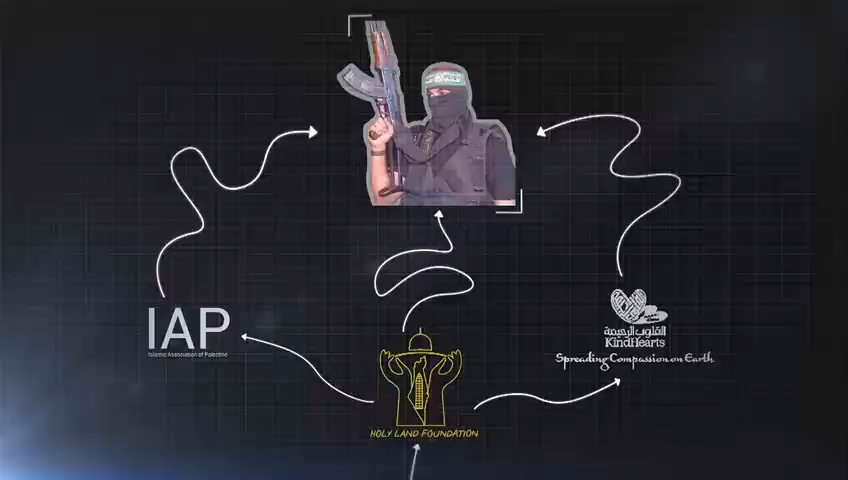 IAP
Islamic Association of Palestine
القلوب الرحيمة
KindHearts
Spreading Compassion on Earth
HOLY LAND FOUNDATION